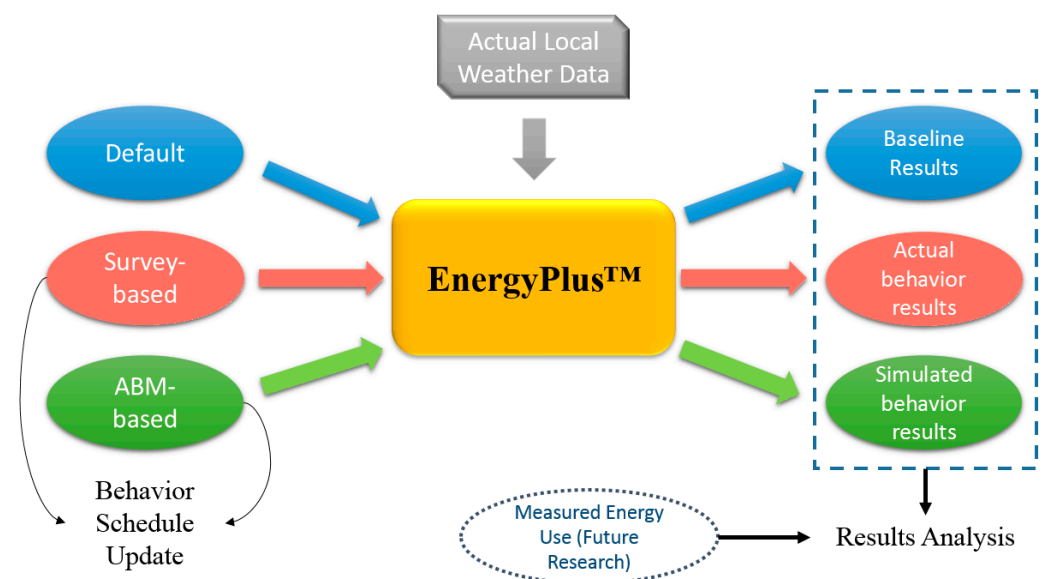 Actual Local
Weather Data
Default
Baseline
Results
Survey-
based
EnergyPlus™
Actual
behavior
results
ABM-
based
Simulated
behavior
results
Behavior
Schedule
Update
Measured Energy
Use (Future
Research)
Results Analysis